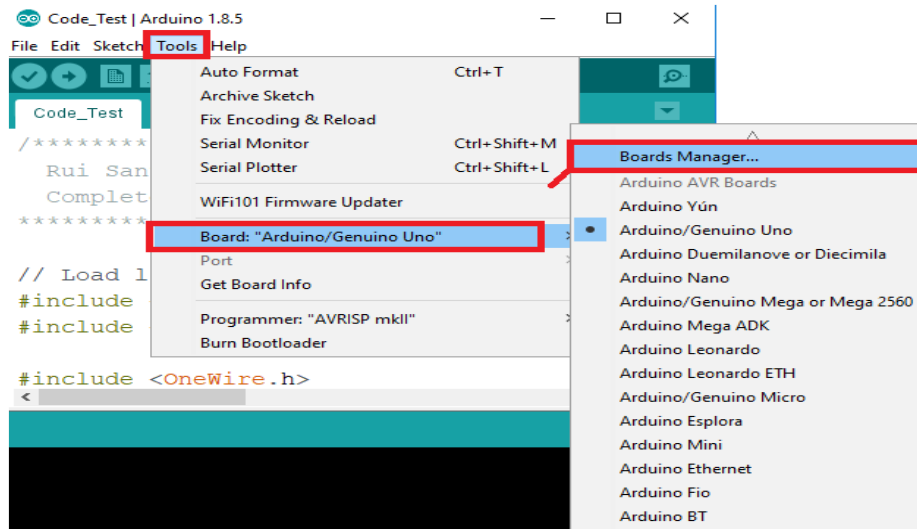 Code_Test | Arduino 1.8.5
File Edit Sketch Tools Help
Auto Format Ctrl+T
Archive Sketch
Fix Encoding & Reload
Serial Monitor Ctrl+Shift+M
Serial Plotter Ctrl+Shift+L
WiFi101 Firmware Updater
Board: "Arduino/Genuino Uno"
Port
Get Board Info
Programmer: "AVRISP mkII"
Burn Bootloader
Boards Manager...
Arduino AVR Boards
Arduino Yún
Arduino/Genuino Uno
Arduino Duemilanove or Diecimila
Arduino Nano
Arduino/Genuino Mega or Mega 2560
Arduino Mega ADK
Arduino Leonardo
Arduino Leonardo ETH
Arduino/Genuino Micro
Arduino Esplora
Arduino Mini
Arduino Ethernet
Arduino Fio
Arduino BT
Code_Test
/********
Rui San
Complet
*********
// Load l
#include
#include
#include <OneWire.h>